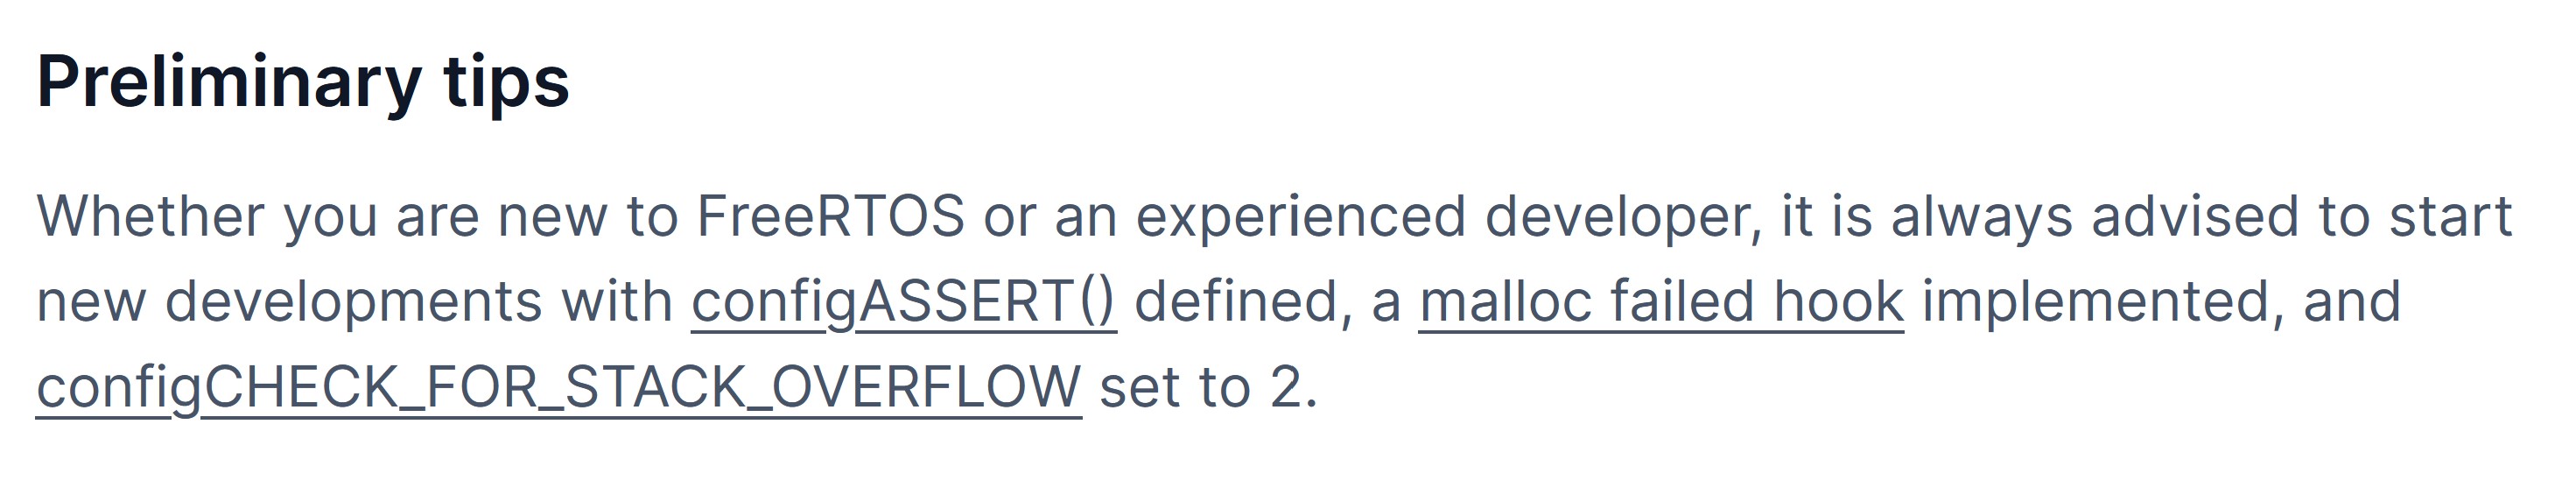 Preliminary tips
Whether you are new to FreeRTOS or an experienced developer, it is always advised to start
new developments with configASSERT() defined, a malloc failed hook implemented, and
configCHECK_FOR_STACK_OVERFLOW set to 2.